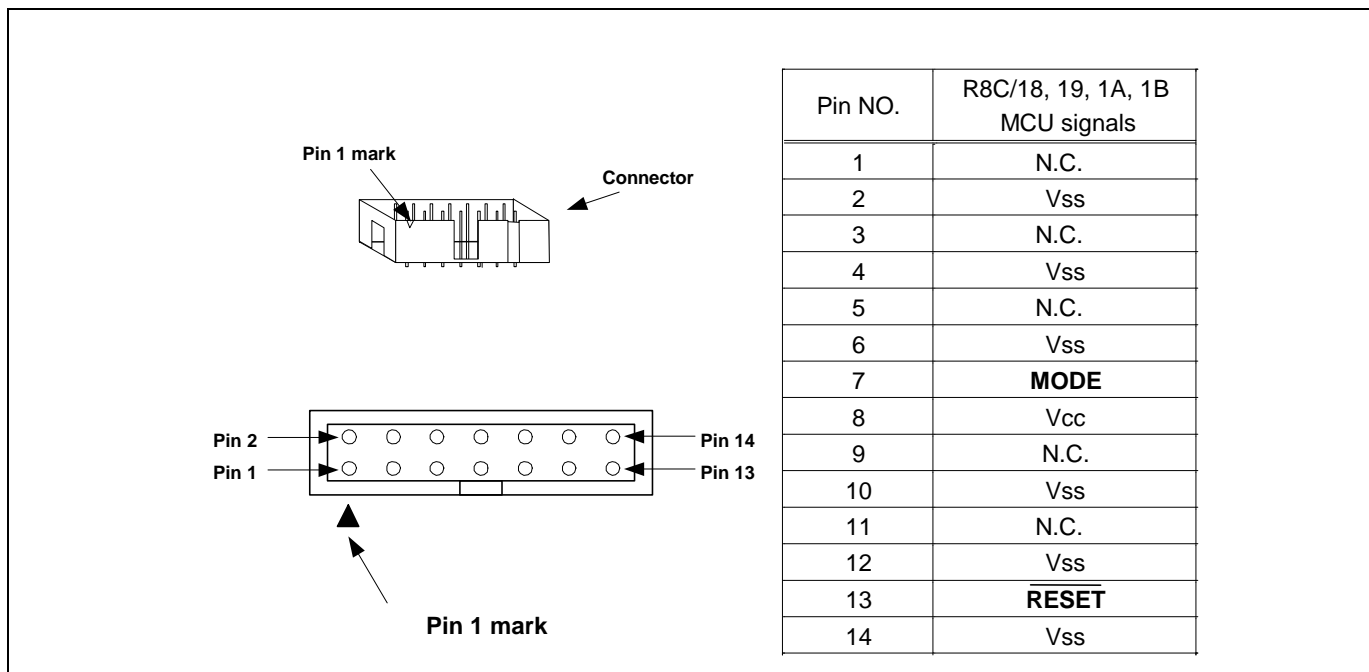 Pin 1 mark
Connector
Pin 2
Pin 14
Pin 1
Pin 13
Pin 1 mark
Pin NO. R8C/18, 19, 1A, 1B
MCU signals
1 N.C.
2 Vss
3 N.C.
4 Vss
5 N.C.
6 Vss
7 MODE
8 Vcc
9 N.C.
10 Vss
11 N.C.
12 Vss
13 RESET
14 Vss